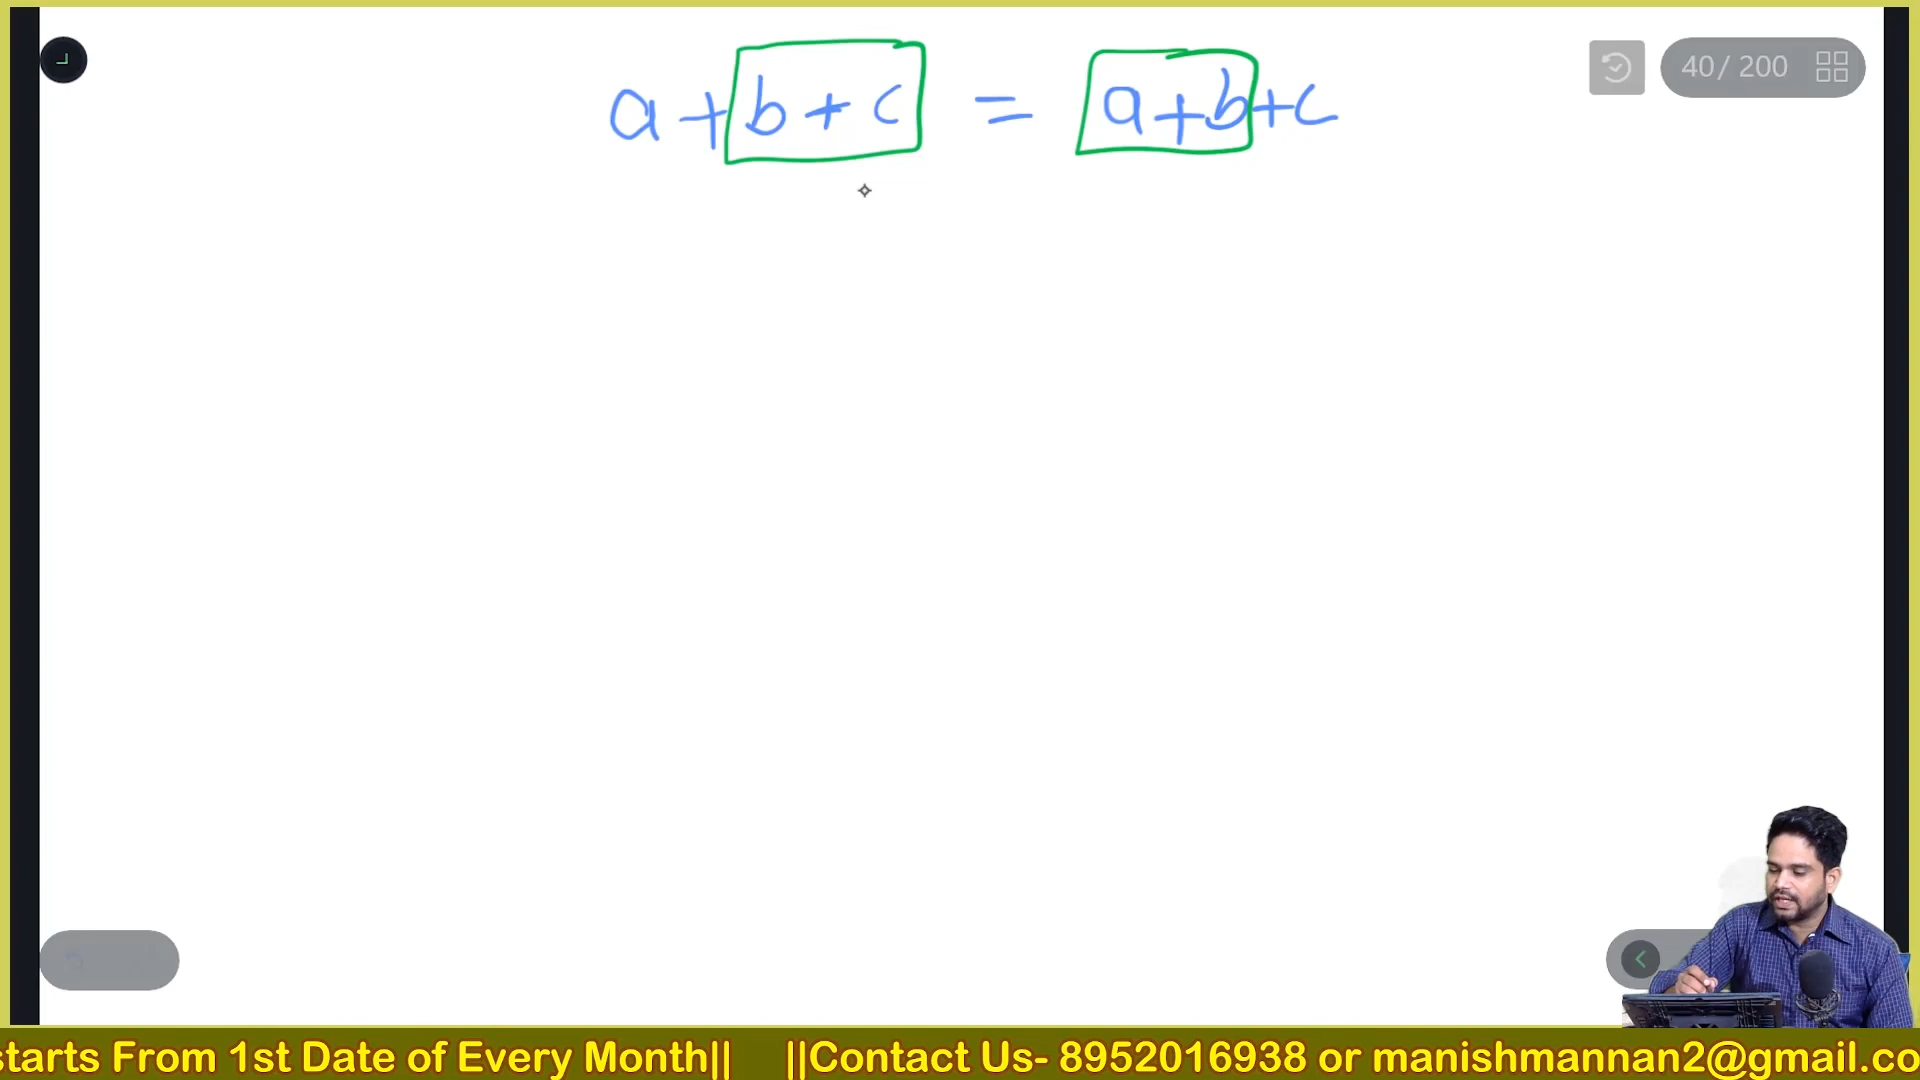 a + b + c = a + b + c
40 / 200
starts From 1st Date of Every Month|| ||Contact Us- 8952016938 or manishmannan2@gmail.co